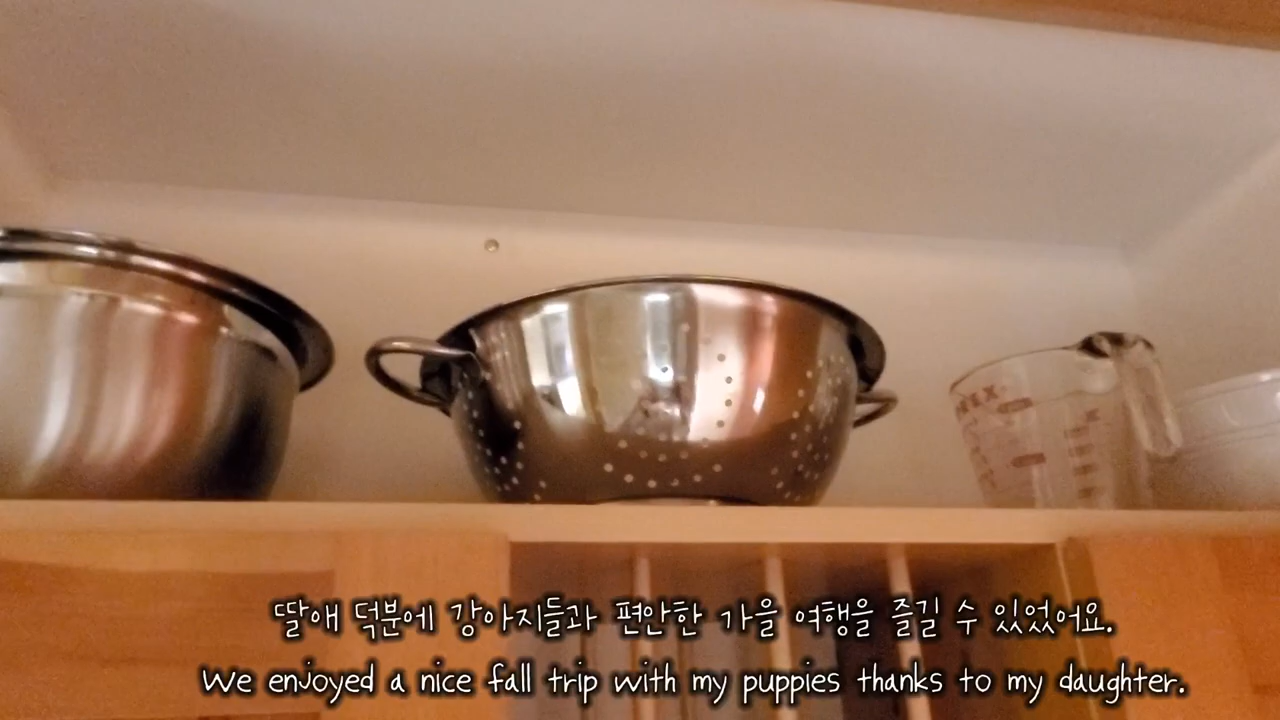 딸애 덕분에 강아지들과 편안한 가을 여행을 즐길 수 있었어요.
We enjoyed a nice fall trip with my puppies thanks to my daughter.